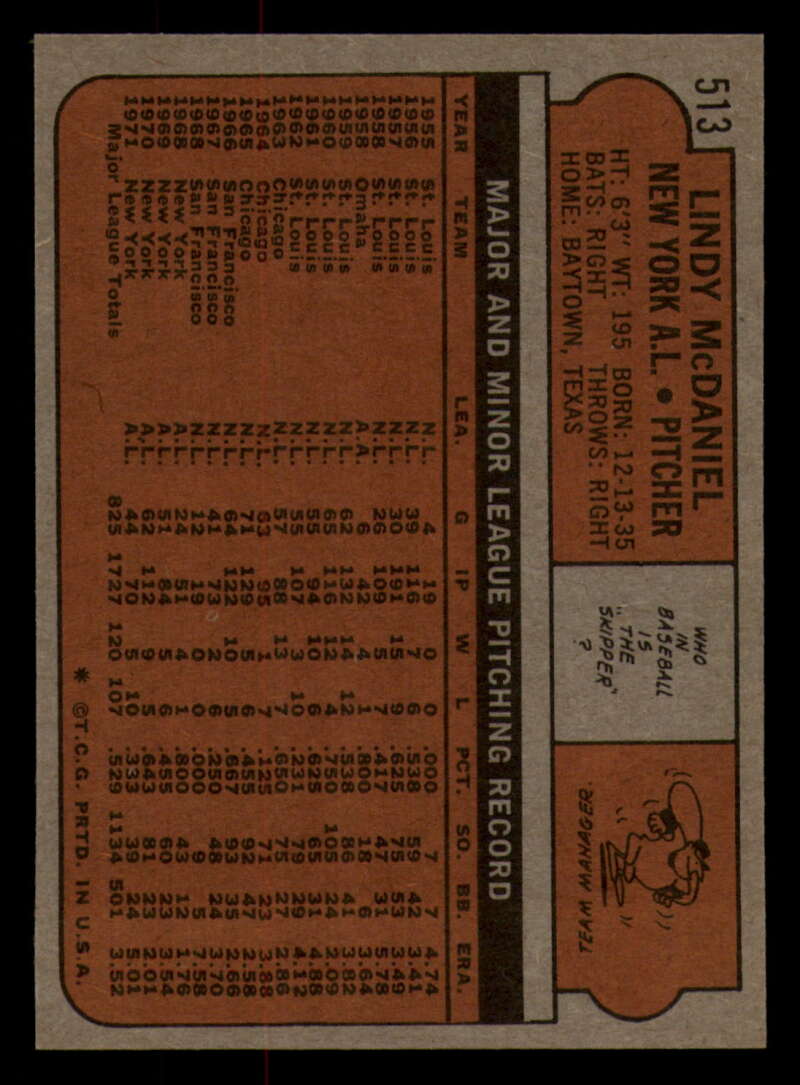 513
LINDY McDANIEL
NEW YORK A.L. • PITCHER
HT: 6'3" WT: 195 BORN: 12-13-35
BATS: RIGHT THROWS: RIGHT
HOME: BAYTOWN, TEXAS
WHO
IN
BASEBALL
IS
"THE
SKIPPER"
?
TEAM MANAGER.
MAJOR AND MINOR LEAGUE PITCHING RECORD
YEAR TEAM LEA. G IP W L PCT. SO. BB. ERA.
1955 St. Louis N.L. 4 19 0 0 .000 7 7 4.74
1956 St. Louis N.L. 39 116 7 6 .538 59 42 3.41
1957 St. Louis N.L. 30 191 15 9 .625 75 53 3.49
1958 St. Louis N.L. 26 109 5 7 .417 47 31 5.78
1958 Omaha A.A. 6 42 4 1 .800 18 6 3.64
1959 St. Louis N.L. 62 132 14 12 .538 86 41 3.82
1960 St. Louis N.L. 65 116 12 4 .750 105 24 2.09
1961 St. Louis N.L. 55 94 10 6 .625 65 31 4.88
1962 St. Louis N.L. 55 107 3 10 .231 79 29 4.12
1963 Chicago N.L. 57 88 13 7 .650 75 27 2.86
1964 Chicago N.L. 63 95 1 7 .125 71 23 3.88
1965 Chicago N.L. 71 129 5 6 .455 92 47 2.58
1966 San Francisco N.L. 64 122 10 5 .667 93 35 2.66
1967 San Francisco N.L. 41 73 2 6 .250 48 24 3.70
1968 San Francisco N.L. 12 19 0 0 .000 9 5 7.58
1968 New York A.L. 24 51 4 1 .800 43 12 1.76
1969 New York A.L. 51 84 5 6 .455 60 23 3.54
1970 New York A.L. 62 112 9 5 .643 81 23 2.01
1971 New York A.L. 44 70 5 10 .333 39 24 5.01
Major League Totals 825 1727 120 107 .529 1134 501 3.52
* ©T.C.G. PRTD. IN U.S.A.